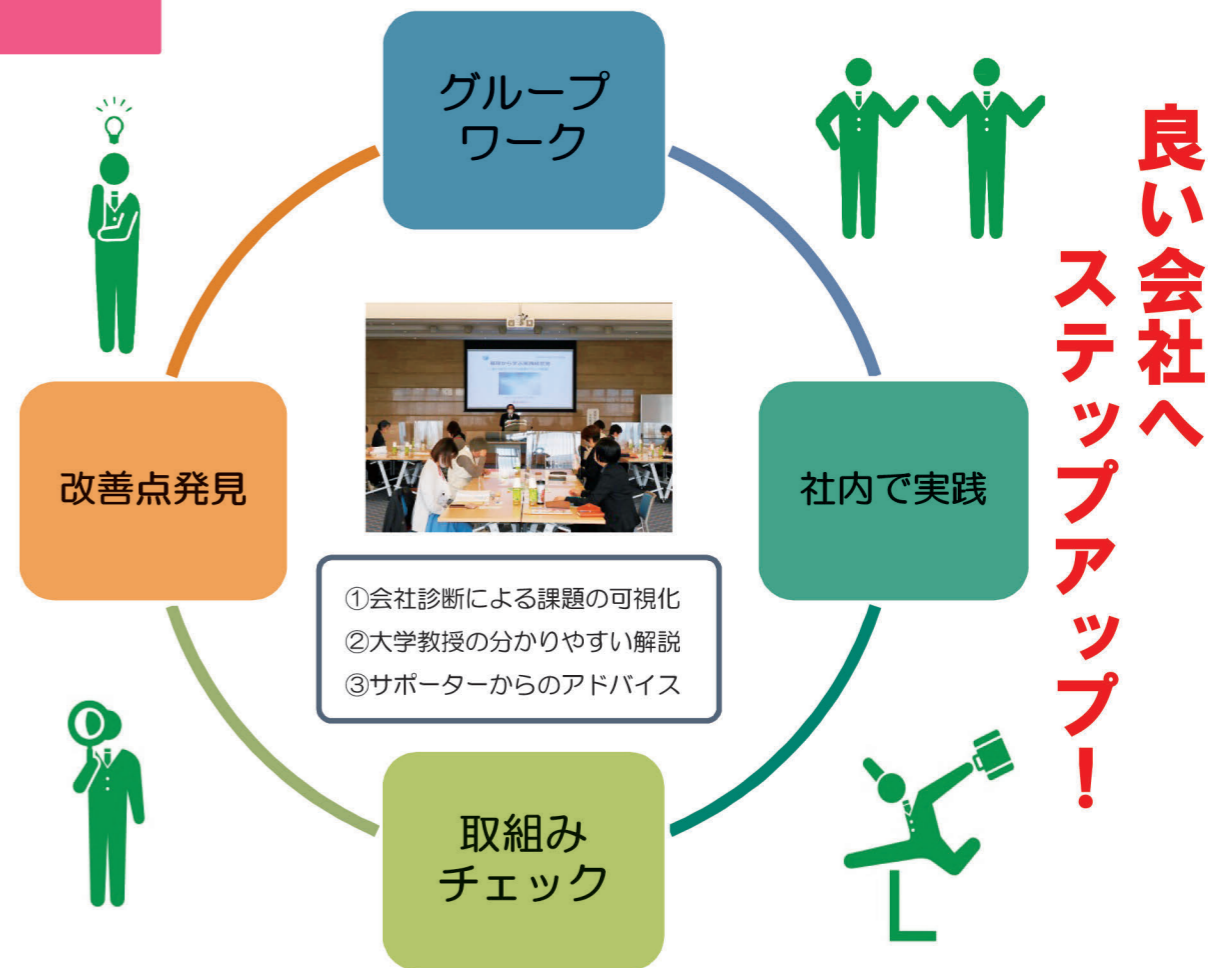 グループ
ワーク
良い会社へ
ステップアップ！
改善点発見
社内で実践
①会社診断による課題の可視化
②大学教授の分かりやすい解説
③サポーターからのアドバイス
取組み
チェック